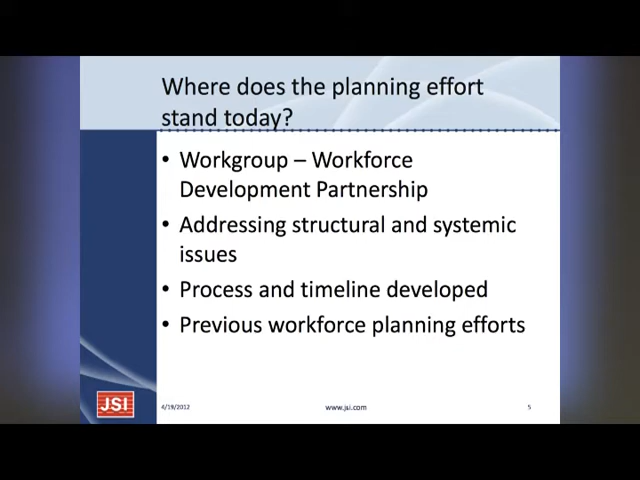 Where does the planning effort
stand today?
• Workgroup – Workforce
Development Partnership
• Addressing structural and systemic
issues
• Process and timeline developed
• Previous workforce planning efforts
JSI
4/19/2012
www.jsi.com
5